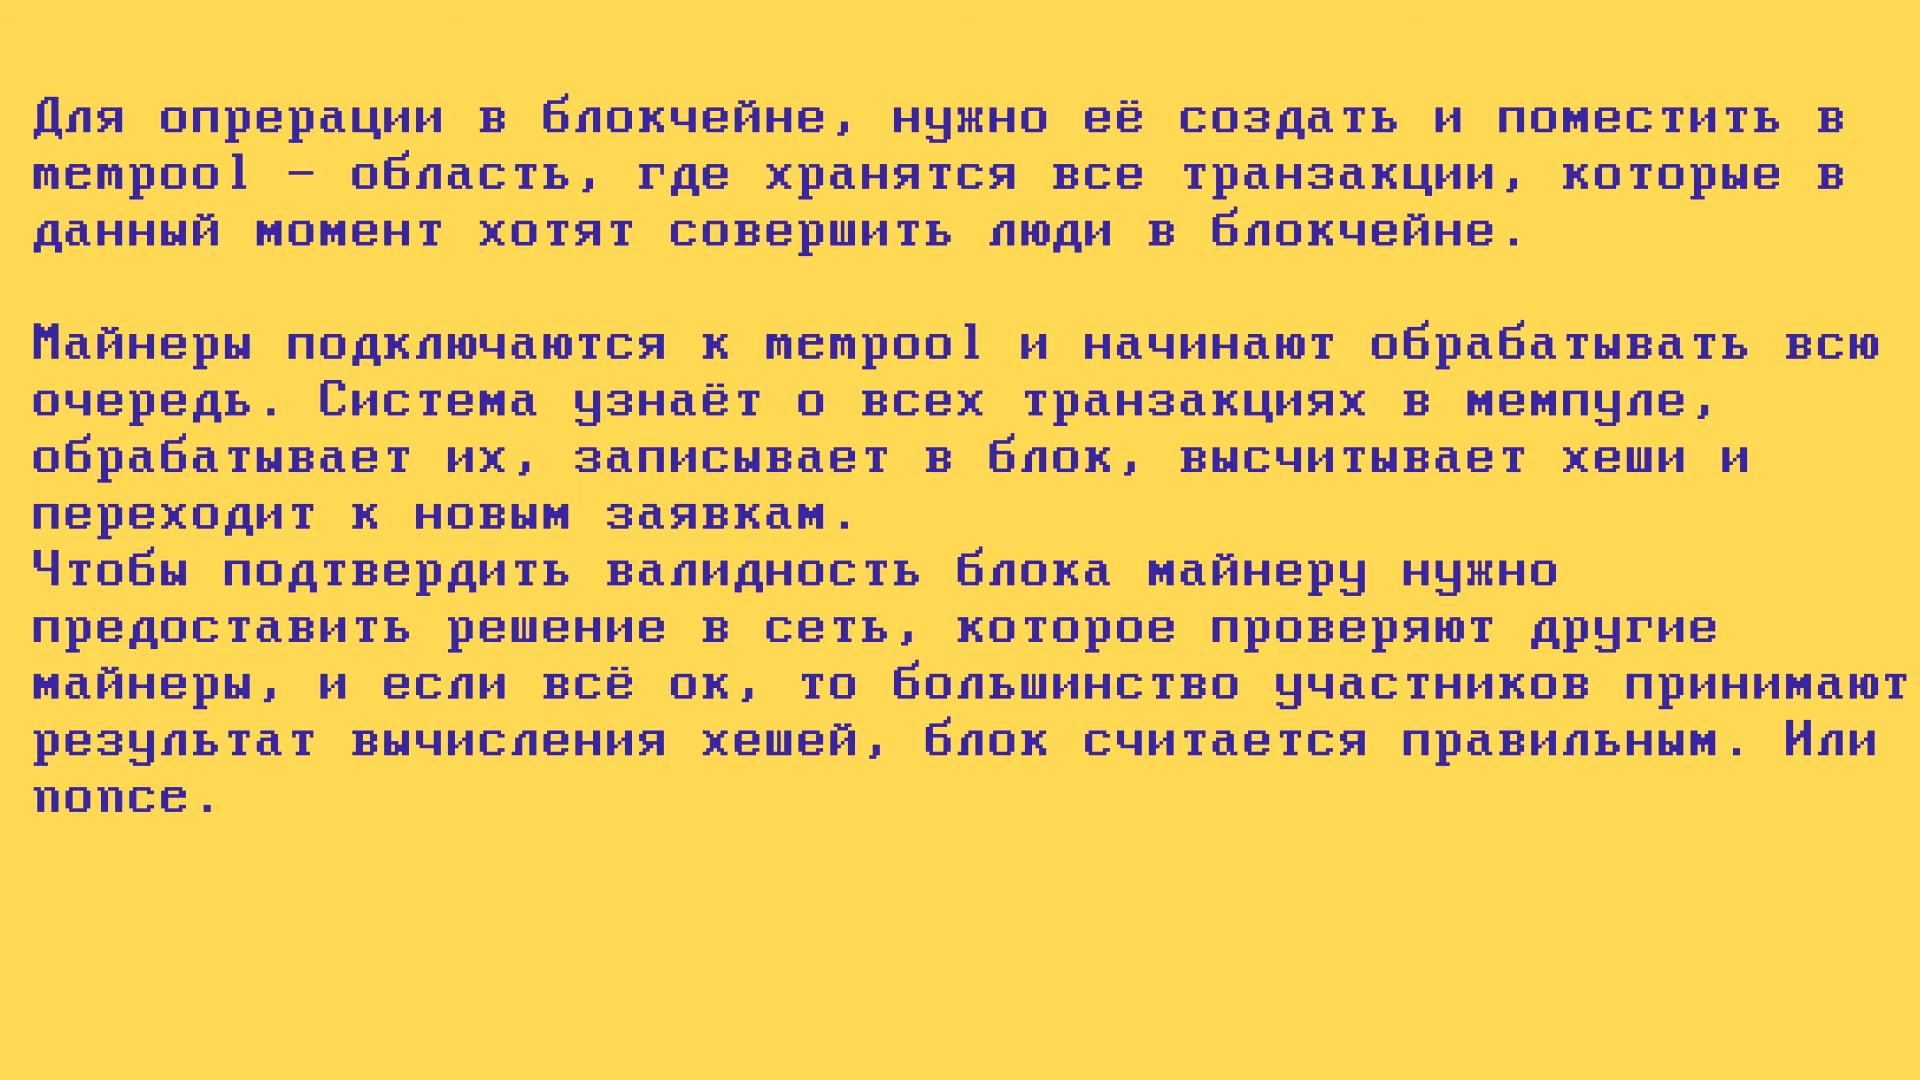 Для опрерации в блокчейне, нужно её создать и поместить в
mempool – область, где хранятся все транзакции, которые в
данный момент хотят совершить люди в блокчейне.
Майнеры подключаются к mempool и начинают обрабатывать всю
очередь. Система узнаёт о всех транзакциях в мемпуле,
обрабатывает их, записывает в блок, высчитывает хеши и
переходит к новым заявкам.
Чтобы подтвердить валидность блока майнеру нужно
предоставить решение в сеть, которое проверяют другие
майнеры, и если всё ок, то большинство участников принимают
результат вычисления хешей, блок считается правильным. Или
nonce.